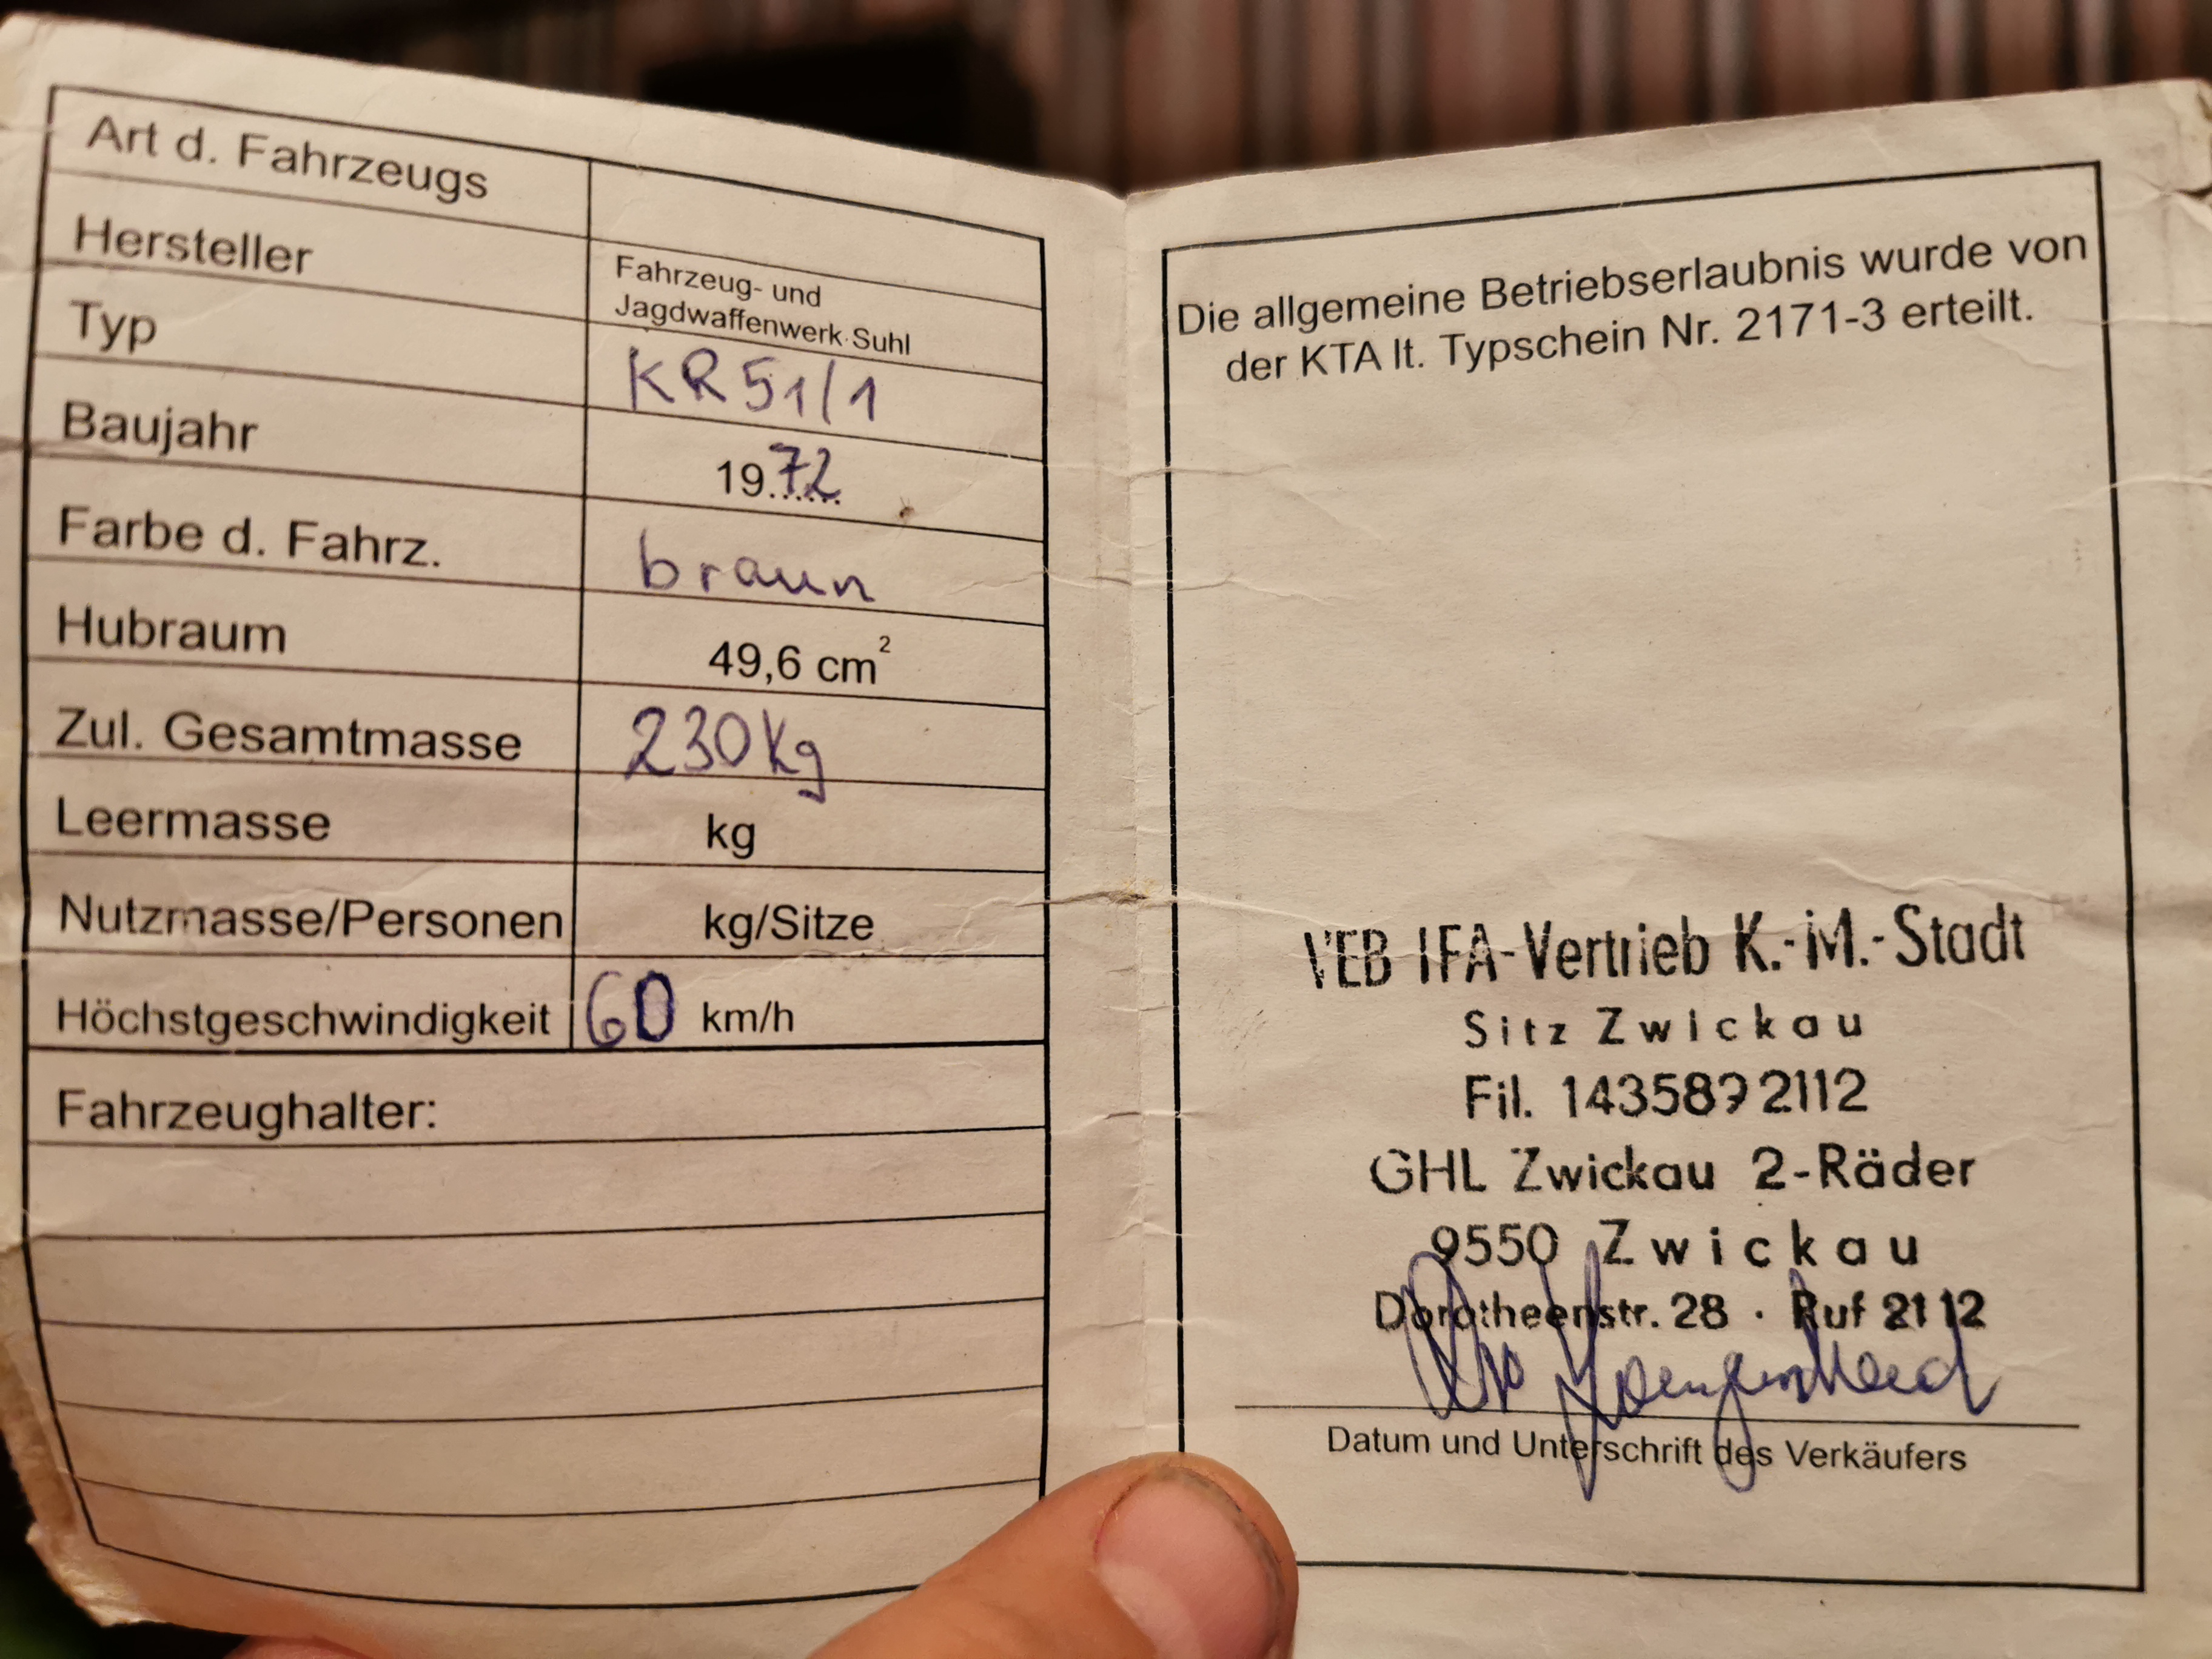 Art d. Fahrzeugs
Hersteller
Fahrzeug- und
Jagdwaffenwerk Suhl
Typ
KR51/1
Baujahr
19.72
Farbe d. Fahrz.
braun
Hubraum
49,6 cm²
Zul. Gesamtmasse
230kg
Leermasse
kg
Nutzmasse/Personen
kg/Sitze
Höchstgeschwindigkeit
60 km/h
Fahrzeughalter:
Die allgemeine Betriebserlaubnis wurde von
der KTA lt. Typschein Nr. 2171-3 erteilt.
VEB IFA-Vertrieb K.-M.-Stadt
Sitz Zwickau
Fil. 1435892112
GHL Zwickau 2-Räder
9550 Zwickau
Dorotheenstr. 28 · Ruf 2112
Datum und Unterschrift des Verkäufers